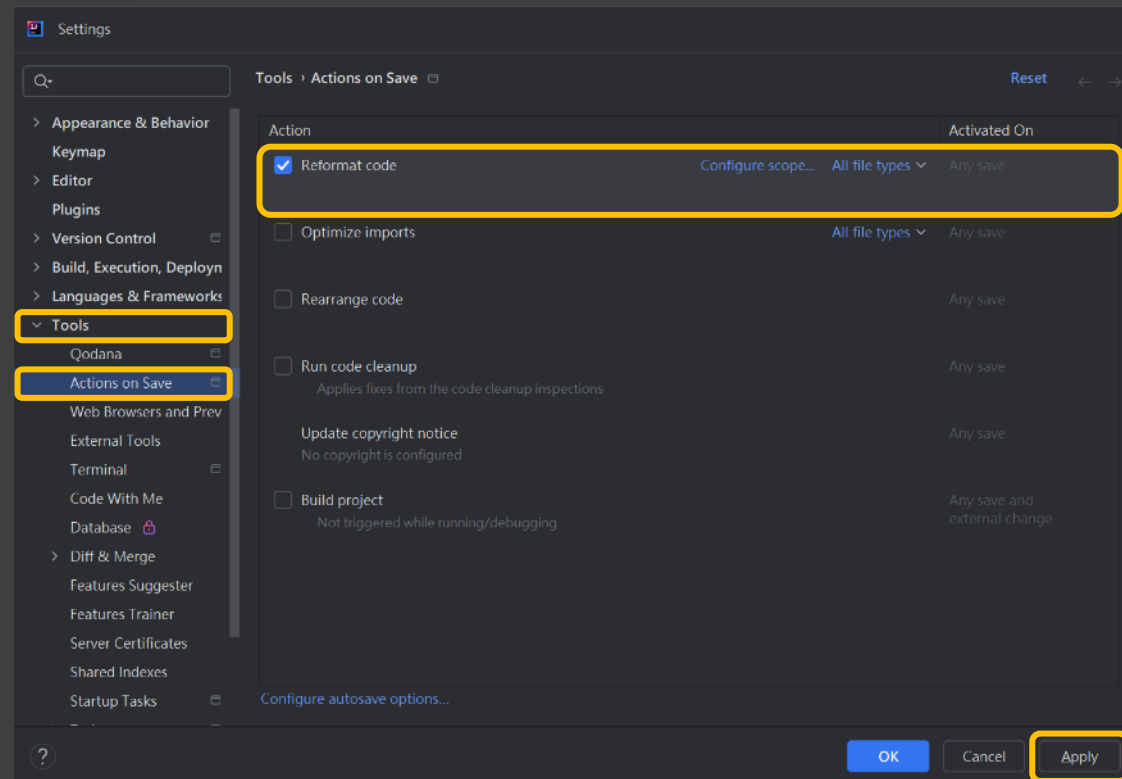 Settings
Tools › Actions on Save
Reset
Appearance & Behavior
Keymap
Editor
Plugins
Version Control
Build, Execution, Deployn
Languages & Frameworks
Tools
Qodana
Actions on Save
Web Browsers and Prev
External Tools
Terminal
Code With Me
Database
Diff & Merge
Features Suggester
Features Trainer
Server Certificates
Shared Indexes
Startup Tasks
Action
Activated On
Reformat code
Configure scope...
All file types
Any save
Optimize imports
All file types
Any save
Rearrange code
Any save
Run code cleanup
Any save
Applies fixes from the code cleanup inspections
Update copyright notice
Any save
No copyright is configured
Build project
Any save and
external change
Not triggered while running/debugging
Configure autosave options...
?
OK
Cancel
Apply